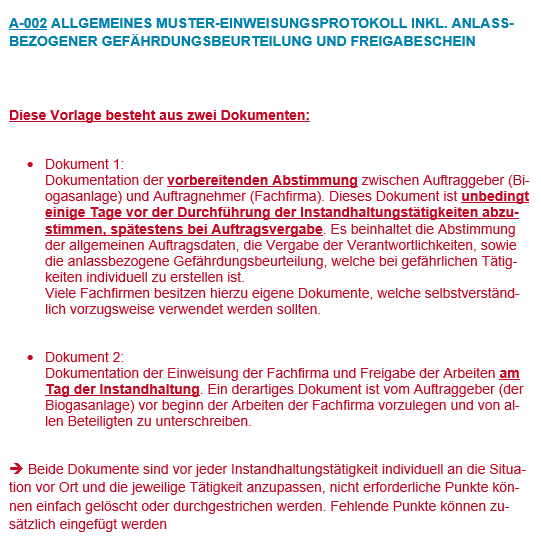 A-002 ALLGEMEINES MUSTER-EINWEISUNGSPROTOKOLL INKL. ANLASS-
BEZOGENER GEFÄHRDUNGSBEURTEILUNG UND FREIGABESCHEIN
Diese Vorlage besteht aus zwei Dokumenten:
• Dokument 1:
Dokumentation der vorbereitenden Abstimmung zwischen Auftraggeber (Bi-
ogasanlage) und Auftragnehmer (Fachfirma). Dieses Dokument ist unbedingt
einige Tage vor der Durchführung der Instandhaltungstätigkeiten abzu-
stimmen, spätestens bei Auftragsvergabe. Es beinhaltet die Abstimmung
der allgemeinen Auftragsdaten, die Vergabe der Verantwortlichkeiten, sowie
die anlassbezogene Gefährdungsbeurteilung, welche bei gefährlichen Tätig-
keiten individuell zu erstellen ist.
Viele Fachfirmen besitzen hierzu eigene Dokumente, welche selbstverständ-
lich vorzugsweise verwendet werden sollten.
• Dokument 2:
Dokumentation der Einweisung der Fachfirma und Freigabe der Arbeiten am
Tag der Instandhaltung. Ein derartiges Dokument ist vom Auftraggeber (der
Biogasanlage) vor beginn der Arbeiten der Fachfirma vorzulegen und von al-
len Beteiligten zu unterschreiben.
➔ Beide Dokumente sind vor jeder Instandhaltungstätigkeit individuell an die Situa-
tion vor Ort und die jeweilige Tätigkeit anzupassen, nicht erforderliche Punkte kön-
nen einfach gelöscht oder durchgestrichen werden. Fehlende Punkte können zu-
sätzlich eingefügt werden